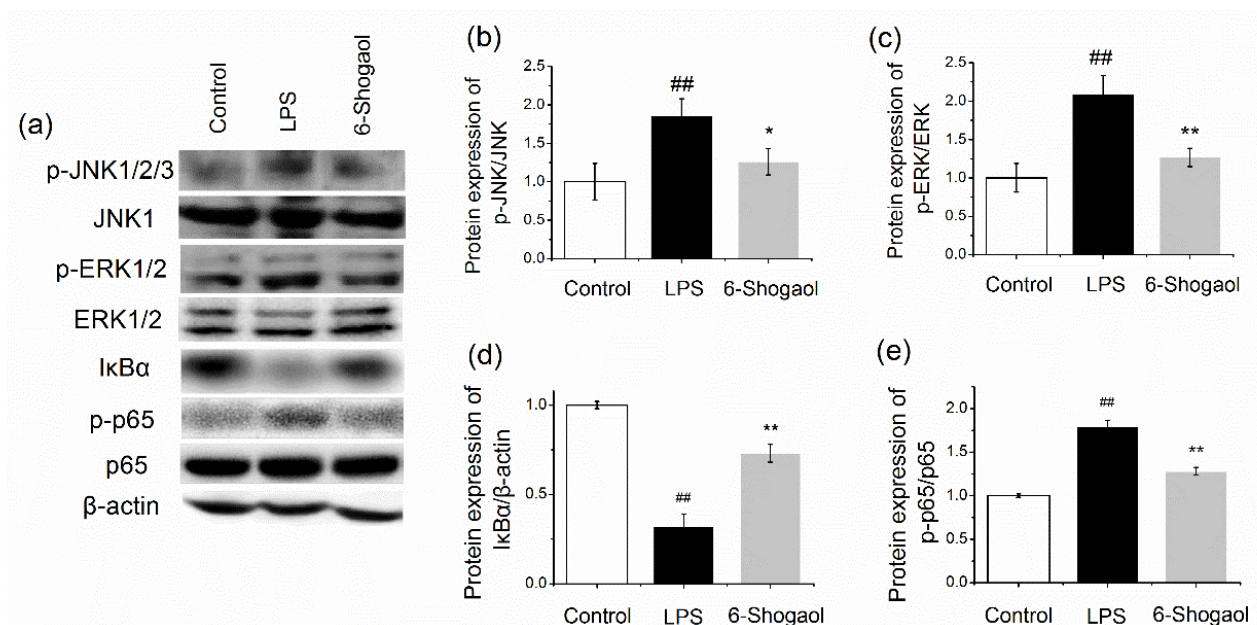 (a)
Control
LPS
6-Shogaol
p-JNK1/2/3
JNK1
p-ERK1/2
ERK1/2
IκBα
p-p65
p65
β-actin
(b)
Protein expression of
p-JNK/JNK
2.5
2.0
1.5
1.0
0.5
0.0
##
*
Control
LPS
6-Shogaol
(c)
Protein expression of
p-ERK/ERK
2.5
2.0
1.5
1.0
0.5
0.0
##
**
Control
LPS
6-Shogaol
(d)
Protein expression of
IκBα/β-actin
1.0
0.5
0.0
##
**
Control
LPS
6-Shogaol
(e)
Protein expression of
p-p65/p65
2.0
1.5
1.0
0.5
0.0
##
**
Control
LPS
6-Shogaol